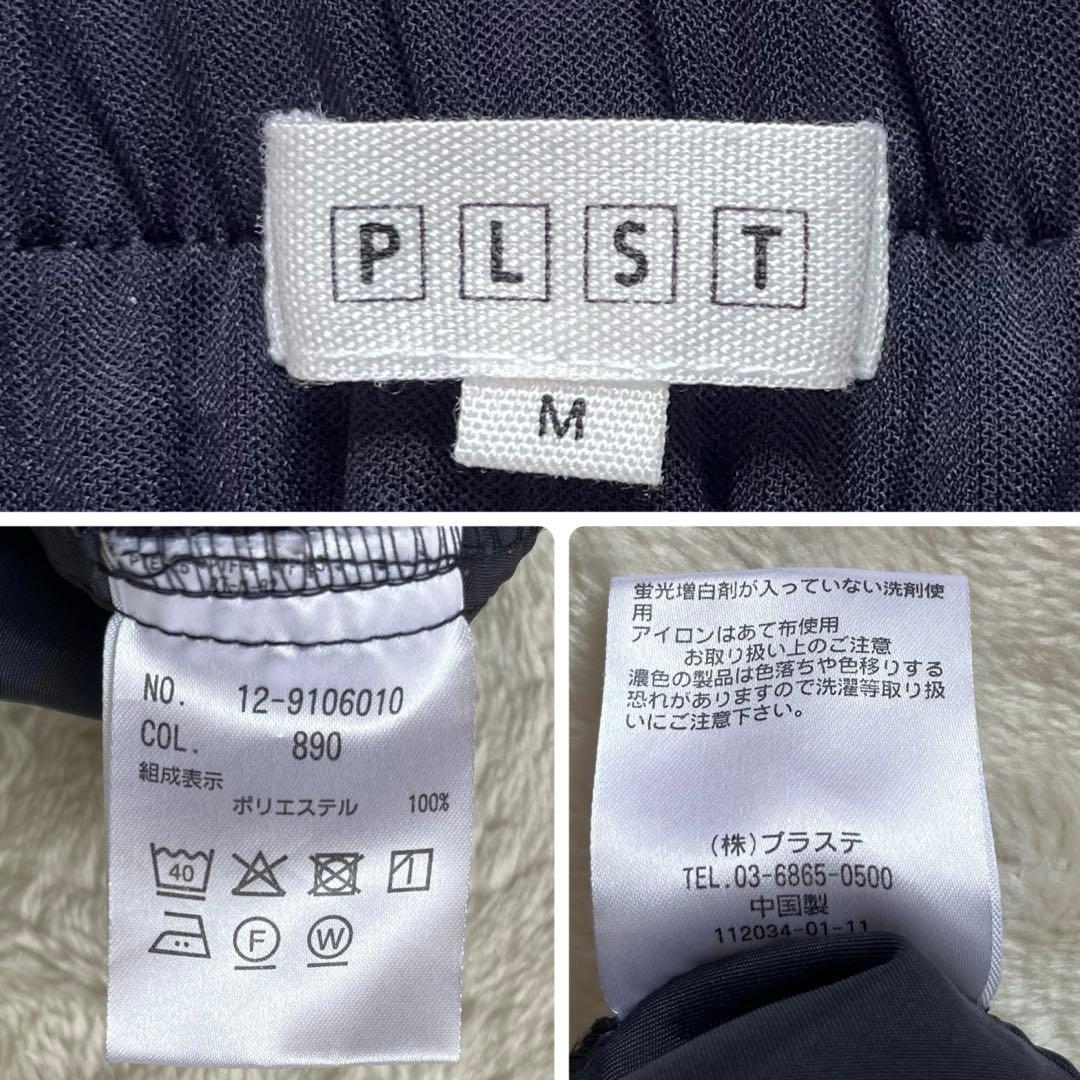 P L S T
M
NO. 12-9106010
COL. 890
組成表示
ポリエステル 100%
40
F W
蛍光増白剤が入っていない洗剤使
用
アイロンはあて布使用
お取り扱い上のご注意
濃色の製品は色落ちや色移りする
恐れがありますので洗濯等取り扱
いにご注意下さい。
(株)プラステ
TEL.03-6865-0500
中国製
112034-01-11